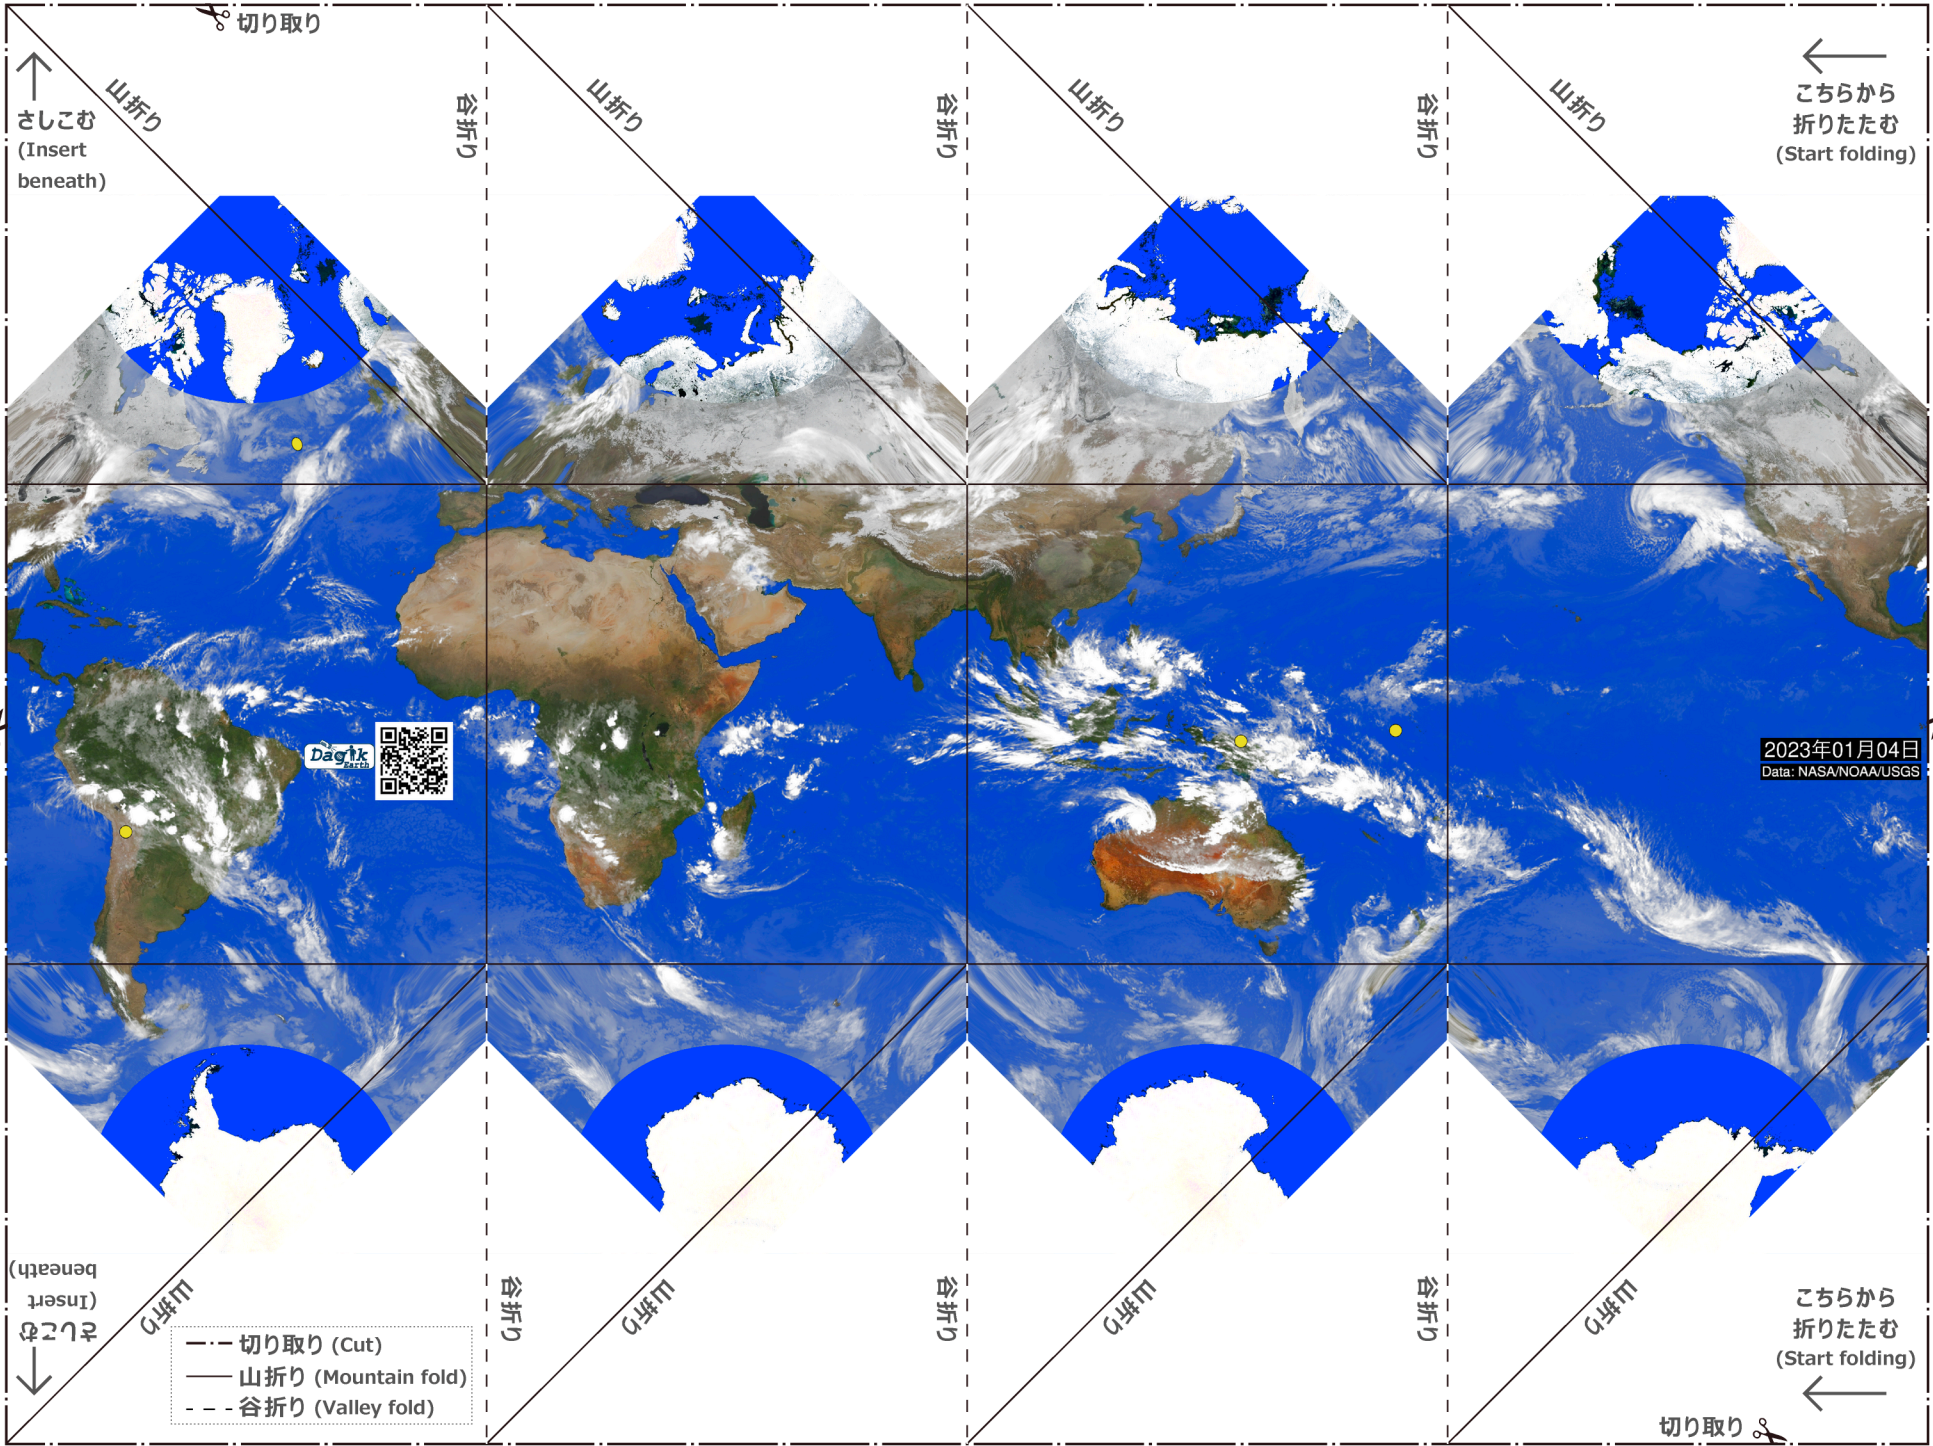 切り取り
山折り
谷折り
山折り
谷折り
山折り
谷折り
山折り
さしこむ
(Insert
beneath)
こちらから
折りたたむ
(Start folding)
Dagik
Earth
2023年01月04日
Data: NASA/NOAA/USGS
さしこむ
(Insert
beneath)
山折り
谷折り
山折り
谷折り
山折り
谷折り
山折り
切り取り (Cut)
山折り (Mountain fold)
谷折り (Valley fold)
こちらから
折りたたむ
(Start folding)
切り取り